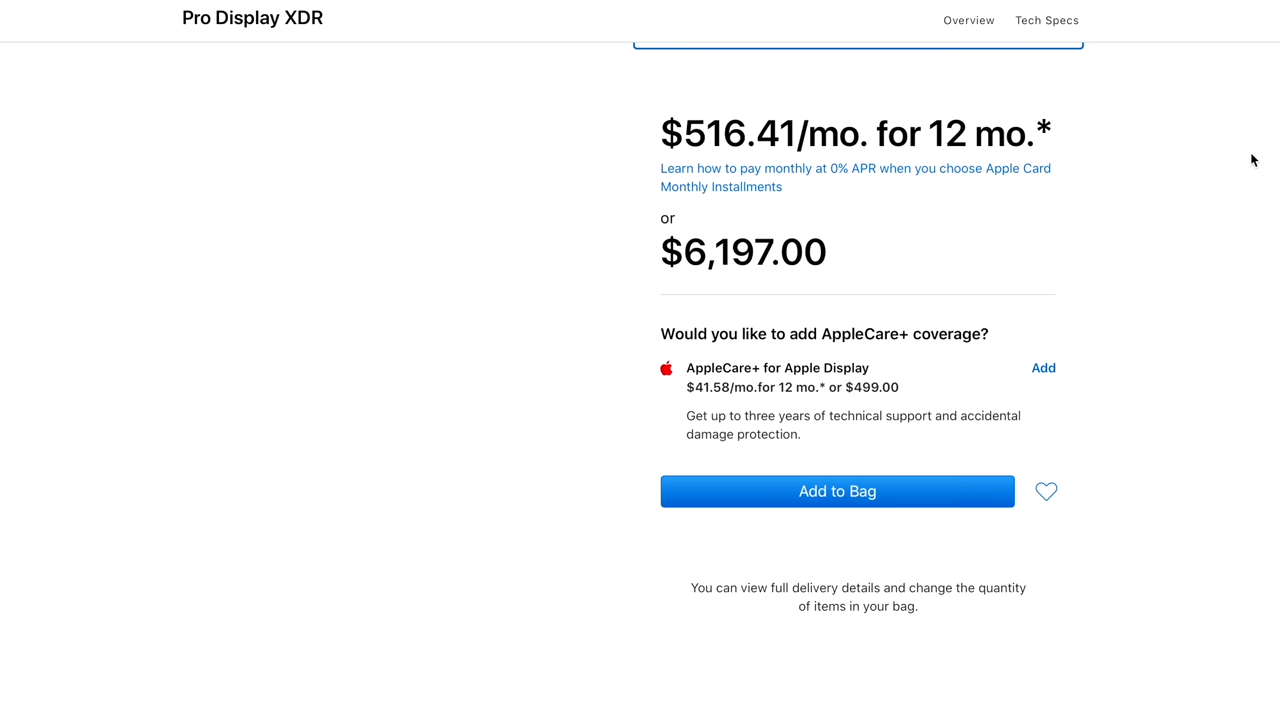 Pro Display XDR
Overview
Tech Specs
$516.41/mo. for 12 mo.*
Learn how to pay monthly at 0% APR when you choose Apple Card
Monthly Installments
or
$6,197.00
Would you like to add AppleCare+ coverage?
AppleCare+ for Apple Display
Add
$41.58/mo.for 12 mo.* or $499.00
Get up to three years of technical support and accidental
damage protection.
Add to Bag
You can view full delivery details and change the quantity
of items in your bag.